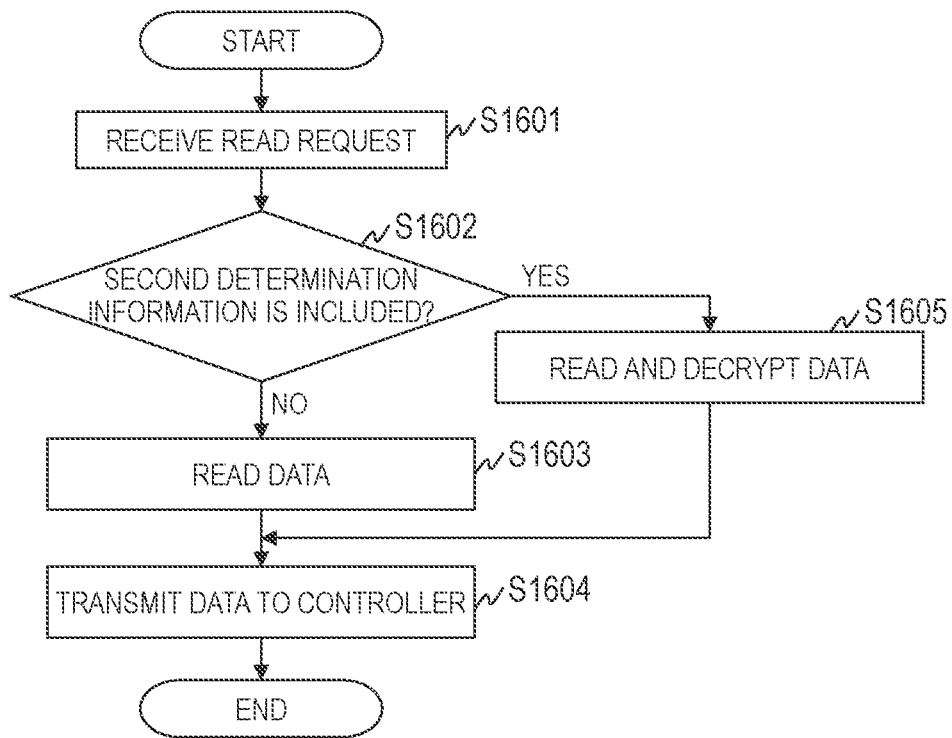 START
RECEIVE READ REQUEST
S1601
S1602
SECOND DETERMINATION
INFORMATION IS INCLUDED?
YES
S1605
READ AND DECRYPT DATA
NO
READ DATA
S1603
TRANSMIT DATA TO CONTROLLER
S1604
END